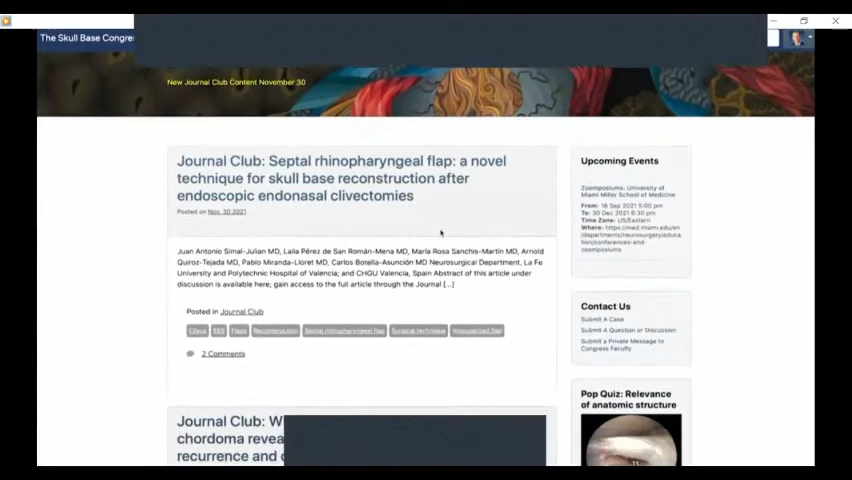 The Skull Base Congres
New Journal Club Content November 30
Journal Club: Septal rhinopharyngeal flap: a novel
technique for skull base reconstruction after
endoscopic endonasal clivectomies
Posted on Nov, 30 2021
Juan Antonio Simal-Julián MD, Laila Pérez de San Román-Mena MD, María Rosa Sanchis-Martín MD, Arnold
Quiroz-Tejada MD, Pablo Miranda-Lloret MD, Carlos Botella-Asunción MD Neurosurgical Department, La Fe
University and Polytechnic Hospital of Valencia; and CHGU Valencia, Spain Abstract of this article under
discussion is available here; gain access to the full article through the Journal [...]
Posted in Journal Club
Clivus EES Flaps Reconstruction Septal rhinopharyngeal flap Surgical technique Vascularized flap
2 Comments
Journal Club: W
chordoma revea
recurrence and
Upcoming Events
Zoomposiums: University of
Miami Miller School of Medicine
From: 16 Sep 2021 5:00 pm
To: 30 Dec 2021 6:30 pm
Time Zone: US/Eastern
Where: https://med.miami.edu/en
/departments/neurosurgery/educa
tion/conferences-and-
zoomposiums
Contact Us
Submit A Case
Submit A Question or Discussion
Submit a Private Message to
Congress Faculty
Pop Quiz: Relevance
of anatomic structure